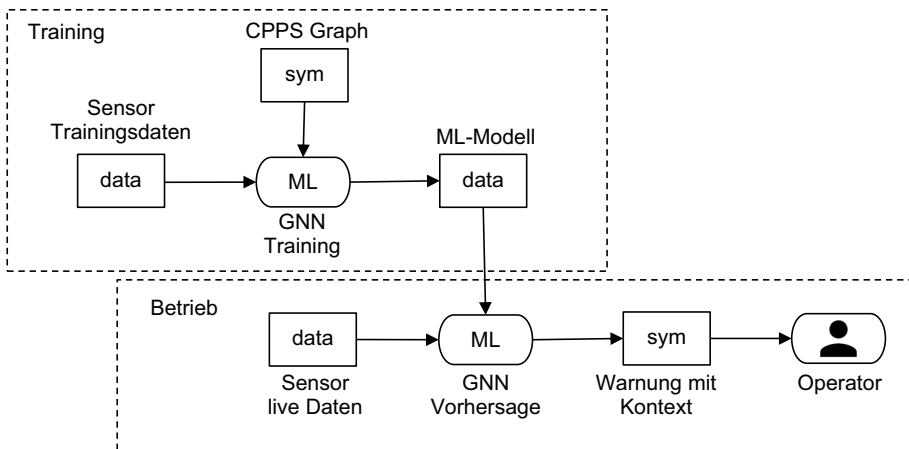 Training
CPPS Graph
sym
Sensor
Trainingsdaten
data
ML
GNN
Training
ML-Modell
data
Betrieb
data
Sensor
live Daten
ML
GNN
Vorhersage
sym
Warnung mit
Kontext
Operator